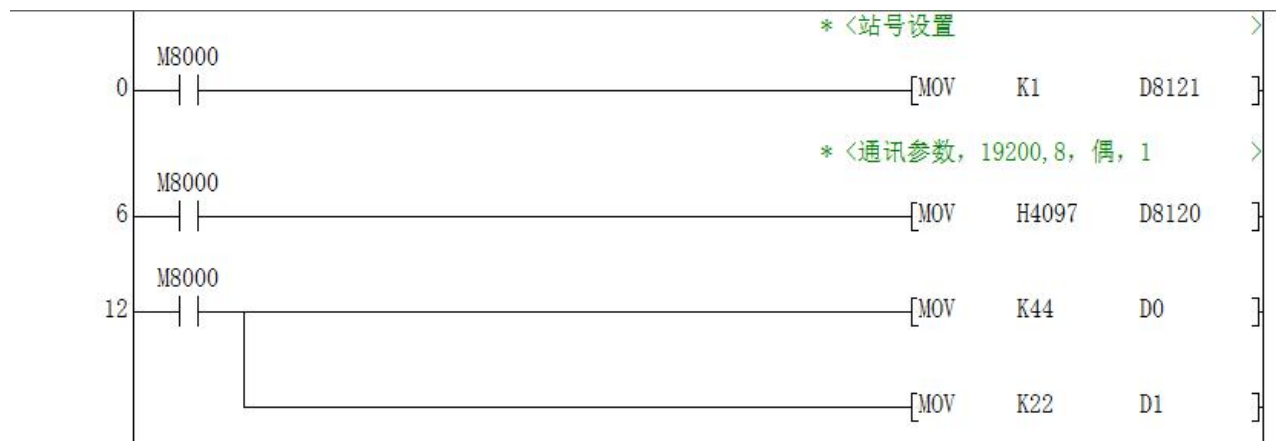 * <站号设置 >
M8000
0 [MOV K1 D8121 ]
* <通讯参数, 19200,8, 偶, 1 >
M8000
6 [MOV H4097 D8120 ]
M8000
12 [MOV K44 D0 ]
[MOV K22 D1 ]